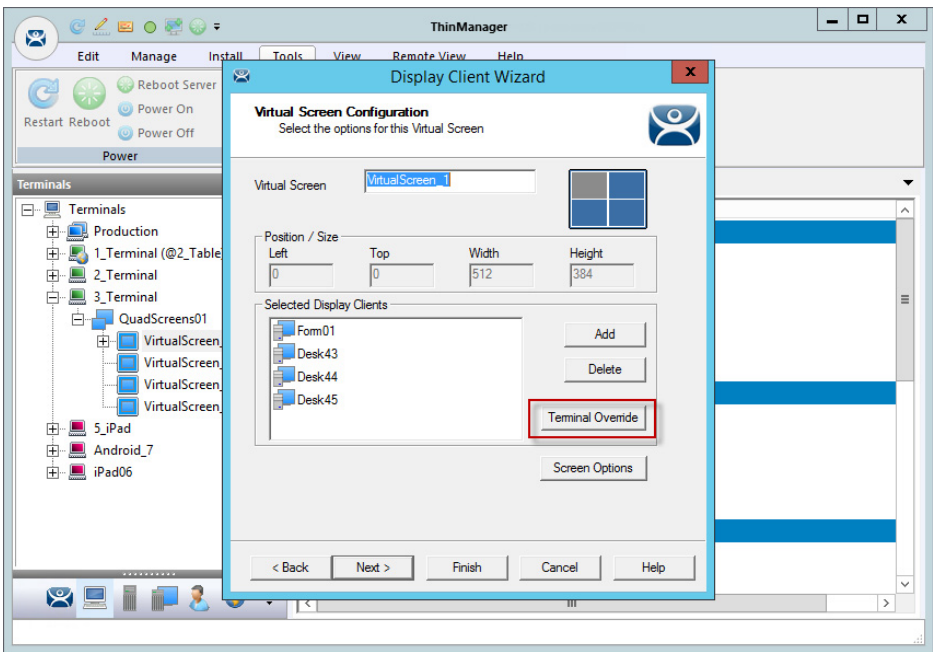 ThinManager
Edit Manage Install Tools View Remote View Help
Restart Reboot
Reboot Server
Power On
Power Off
Power
Terminals
Terminals
Production
1_Terminal (@2_Table
2_Terminal
3_Terminal
QuadScreens01
VirtualScreen_
VirtualScreen_
VirtualScreen_
VirtualScreen_
5_iPad
Android_7
iPad06
Display Client Wizard
x
Virtual Screen Configuration
Select the options for this Virtual Screen
Virtual Screen VirtualScreen_1
Position / Size
Left Top Width Height
0 0 512 384
Selected Display Clients
Form01
Desk43
Desk44
Desk45
Add
Delete
Terminal Override
Screen Options
< Back Next > Finish Cancel Help